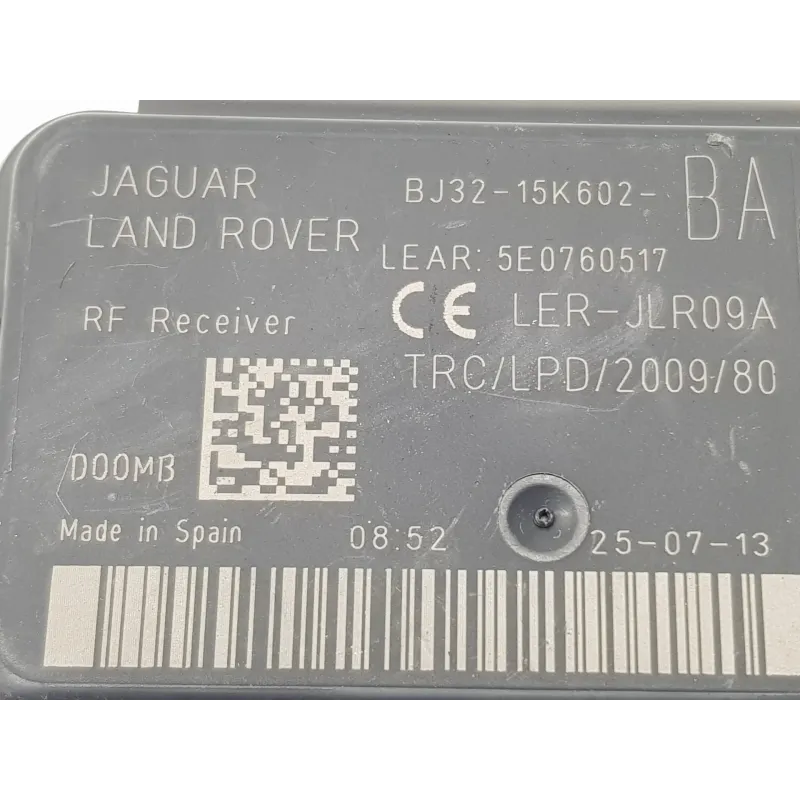 JAGUAR
LAND ROVER
BJ32-15K602-BA
LEAR: 5E0760517
RF Receiver
CE LER-JLR09A
TRC/LPD/2009/80
D00MB
Made in Spain
08:52
25-07-13